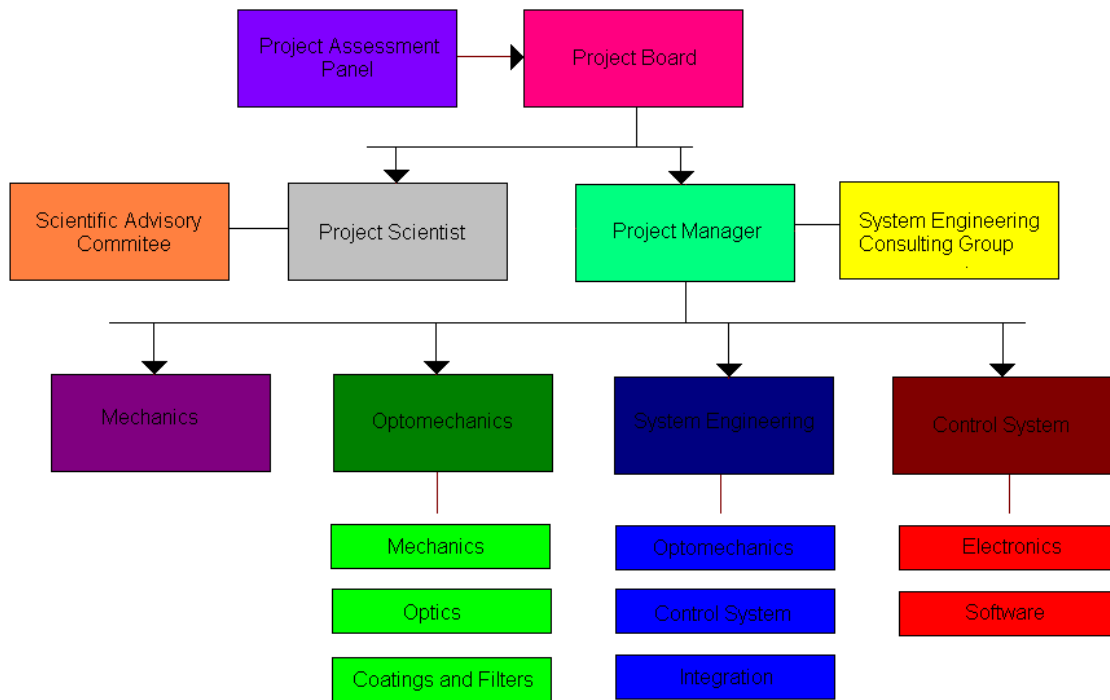 Project Assessment
Panel
Project Board
Scientific Advisory
Commitee
Project Scientist
Project Manager
System Engineering
Consulting Group
.
Mechanics
Optomechanics
System Engineering
Control System
Mechanics
Optomechanics
Electronics
Optics
Control System
Software
Coatings and Filters
Integration